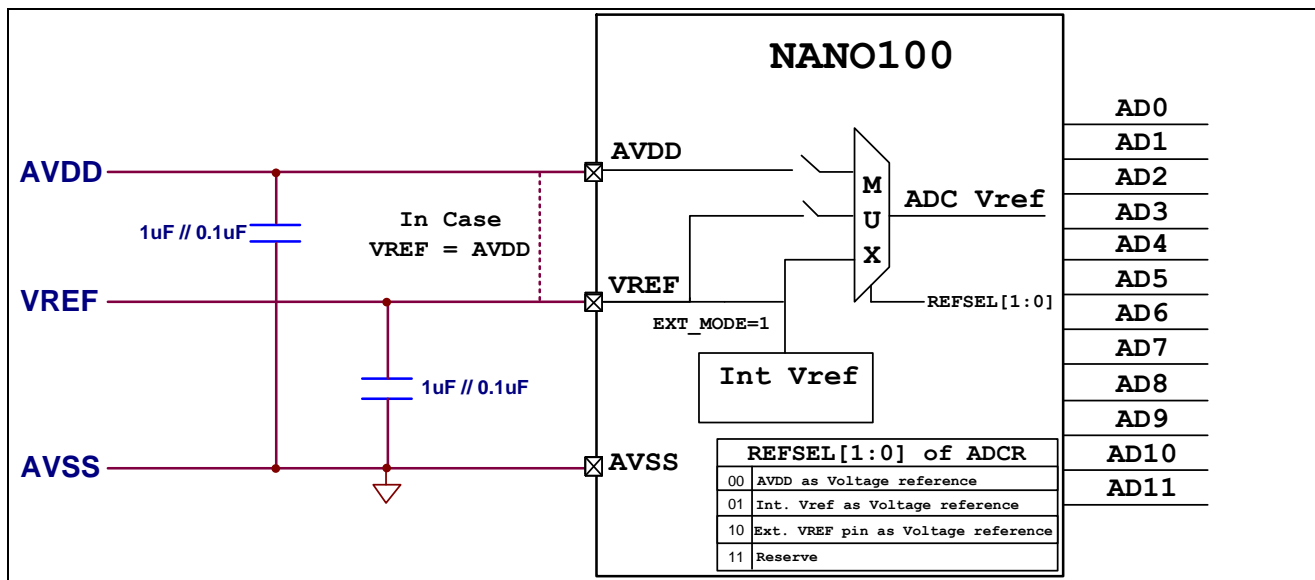 NANO100
AVDD
1uF // 0.1uF
In Case
VREF = AVDD
VREF
1uF // 0.1uF
AVSS
AVDD
VREF
AVSS
M
U
X
ADC Vref
REFSEL[1:0]
EXT_MODE=1
Int Vref
REFSEL[1:0] of ADCR
00 AVDD as Voltage reference
01 Int. Vref as Voltage reference
10 Ext. VREF pin as Voltage reference
11 Reserve
AD0
AD1
AD2
AD3
AD4
AD5
AD6
AD7
AD8
AD9
AD10
AD11